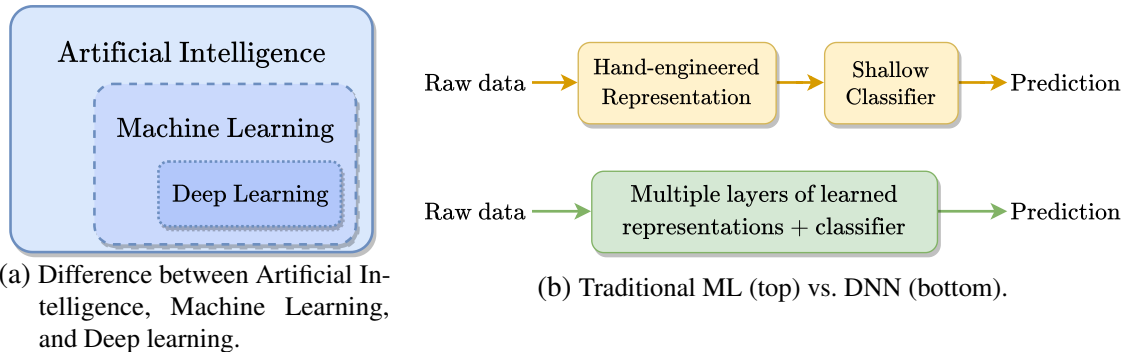 Artificial Intelligence
Machine Learning
Deep Learning
(a) Difference between Artificial In-
telligence, Machine Learning,
and Deep learning.
Raw data
Hand-engineered
Representation
Shallow
Classifier
Prediction
Raw data
Multiple layers of learned
representations + classifier
Prediction
(b) Traditional ML (top) vs. DNN (bottom).